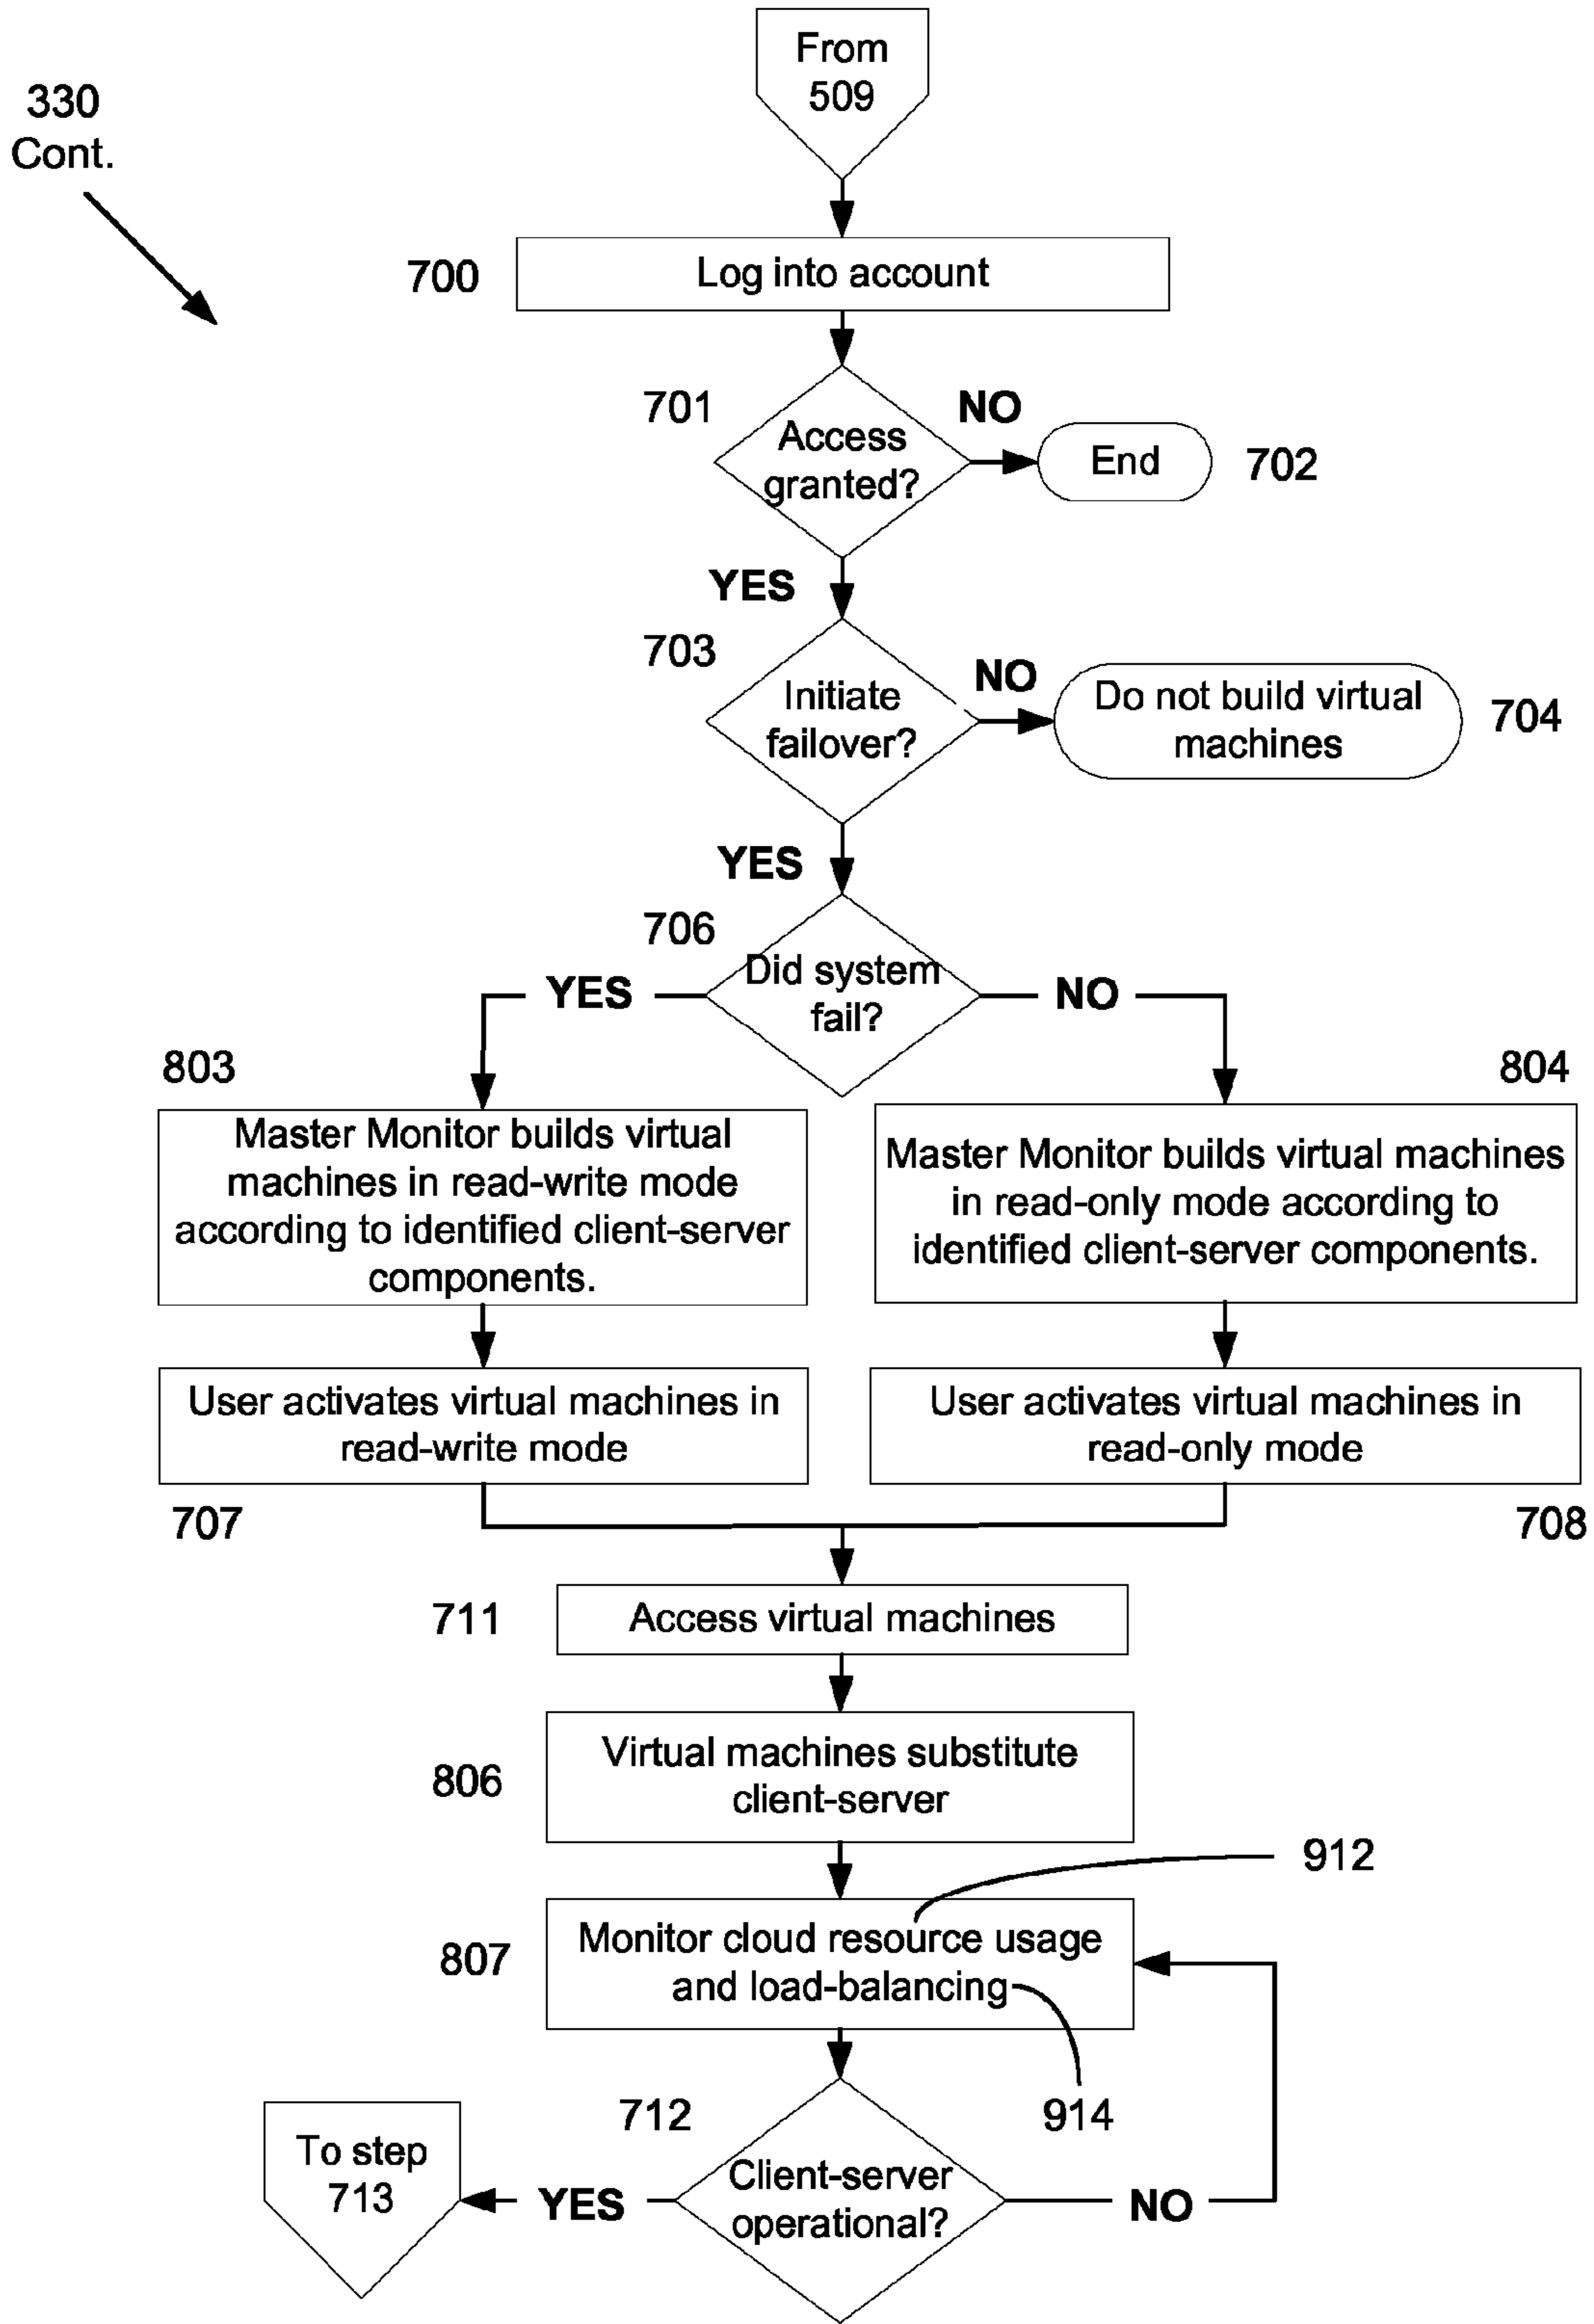 From
509
330
Cont.
700
Log into account
701
NO
Access
granted?
End
702
YES
703
NO
Initiate
failover?
Do not build virtual
machines
704
YES
706
Did system
fail?
YES
NO
803
804
Master Monitor builds virtual
machines in read-write mode
according to identified client-server
components.
Master Monitor builds virtual machines
in read-only mode according to
identified client-server components.
User activates virtual machines in
read-write mode
User activates virtual machines in
read-only mode
707
708
711
Access virtual machines
806
Virtual machines substitute
client-server
912
807
Monitor cloud resource usage
and load-balancing
712
914
To step
713
YES
Client-server
operational?
NO